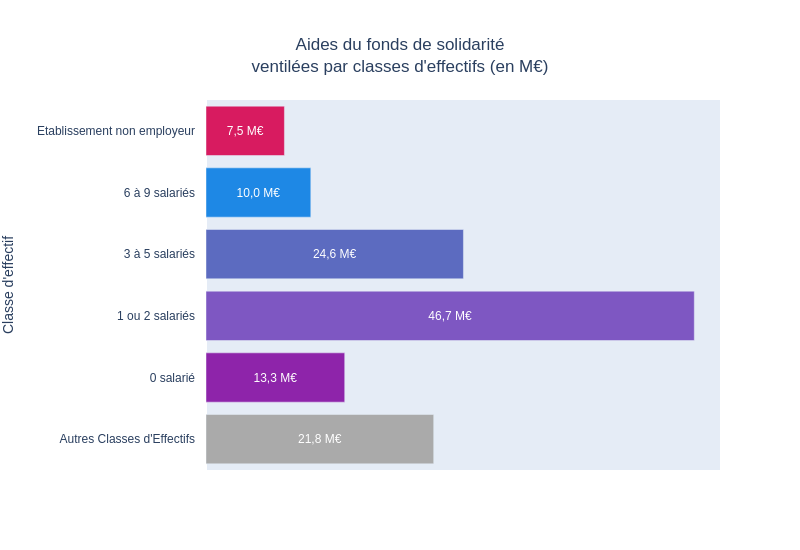 Aides du fonds de solidarité
ventilées par classes d'effectifs (en M€)
Classe d'effectif
Etablissement non employeur
7,5 M€
6 à 9 salariés
10,0 M€
3 à 5 salariés
24,6 M€
1 ou 2 salariés
46,7 M€
0 salarié
13,3 M€
Autres Classes d'Effectifs
21,8 M€